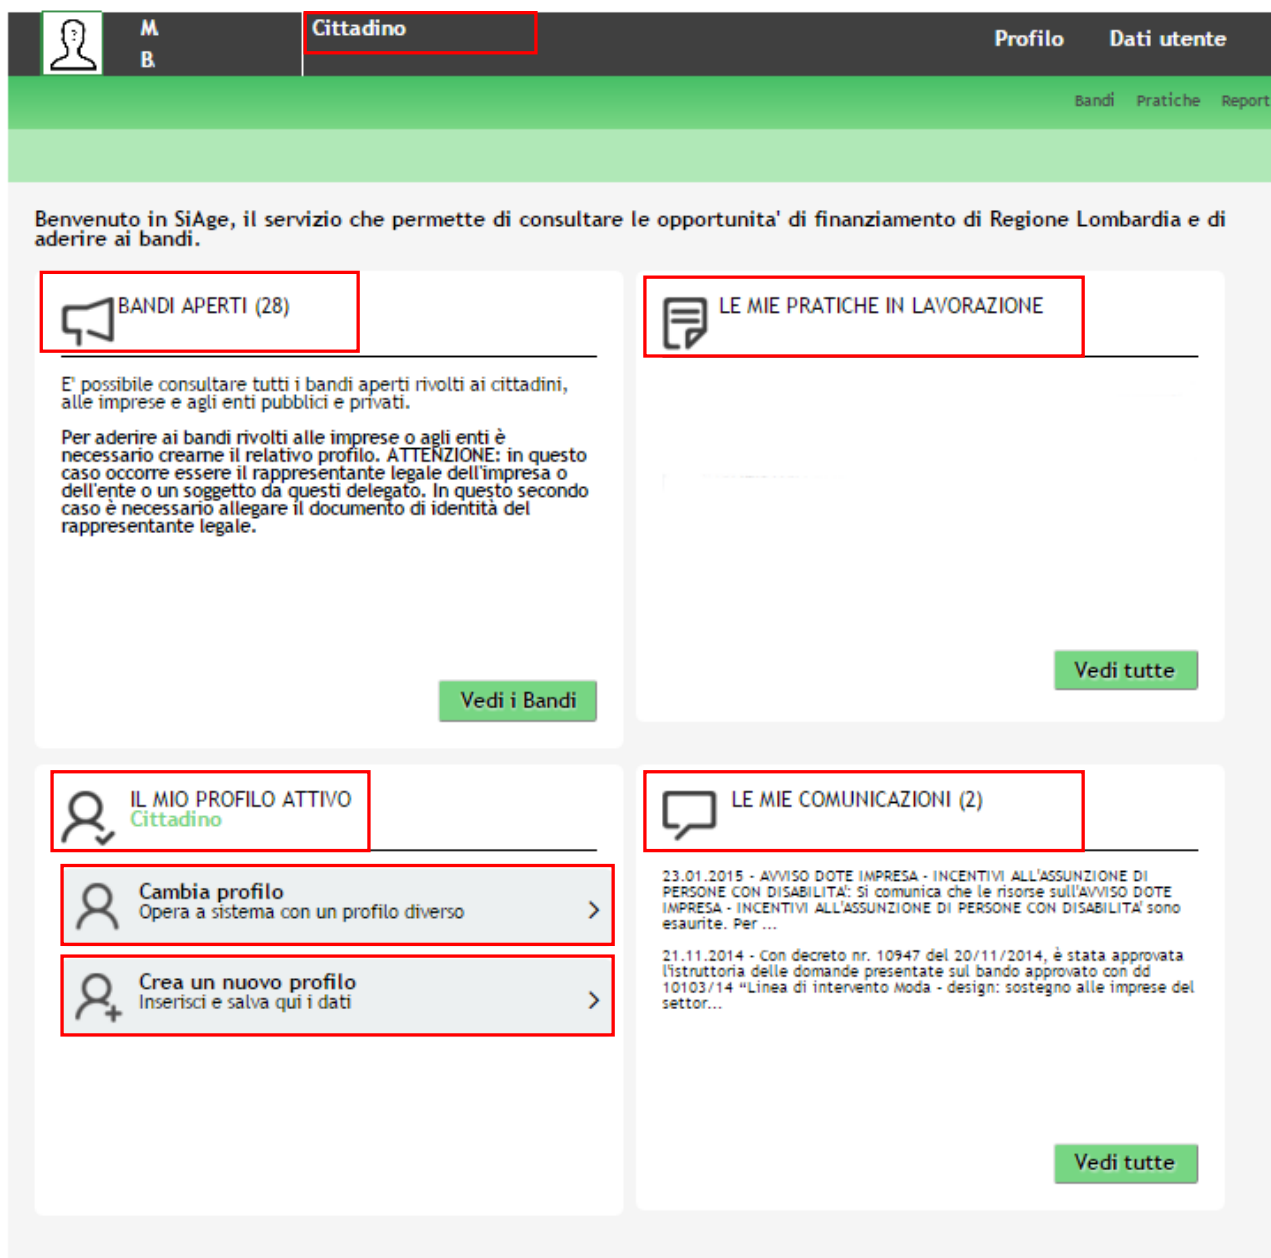 M.
B.
Cittadino
Profilo
Dati utente
Bandi
Pratiche
Report
Benvenuto in SiAge, il servizio che permette di consultare le opportunita' di finanziamento di Regione Lombardia e di
aderire ai bandi.
BANDI APERTI (28)
E' possibile consultare tutti i bandi aperti rivolti ai cittadini,
alle imprese e agli enti pubblici e privati.
Per aderire ai bandi rivolti alle imprese o agli enti è
necessario crearne il relativo profilo. ATTENZIONE: in questo
caso occorre essere il rappresentante legale dell'impresa o
dell'ente o un soggetto da questi delegato. In questo secondo
caso è necessario allegare il documento di identità del
rappresentante legale.
Vedi i Bandi
LE MIE PRATICHE IN LAVORAZIONE
Vedi tutte
IL MIO PROFILO ATTIVO
Cittadino
Cambia profilo
Opera a sistema con un profilo diverso
Crea un nuovo profilo
Inserisci e salva qui i dati
LE MIE COMUNICAZIONI (2)
23.01.2015 - AVVISO DOTE IMPRESA - INCENTIVI ALL'ASSUNZIONE DI
PERSONE CON DISABILITA': Si comunica che le risorse sull'AVVISO DOTE
IMPRESA - INCENTIVI ALL'ASSUNZIONE DI PERSONE CON DISABILITA' sono
esaurite. Per ...
21.11.2014 - Con decreto nr. 10947 del 20/11/2014, è stata approvata
l'istruttoria delle domande presentate sul bando approvato con dd
10103/14 “Linea di intervento Moda - design: sostegno alle imprese del
settor...
Vedi tutte